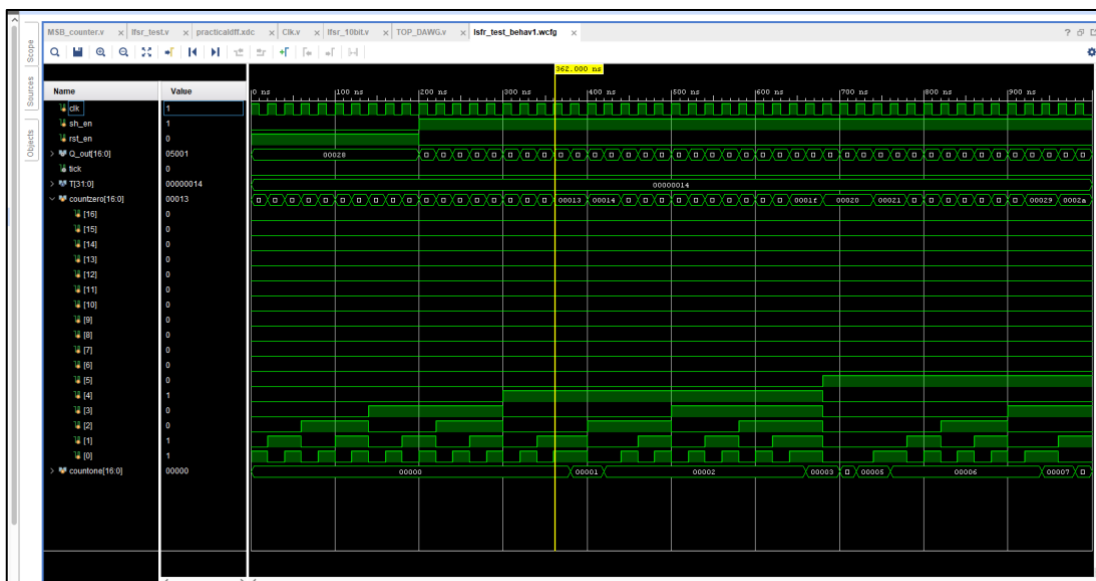 MSB_counter.v × lfsr_test.v × practicaldff.xdc × Clk.v × lfsr_10bit.v × TOP_DAWG.v × lsfr_test_behav1.wcfg ×
Scope
Sources
Objects
362.000 ns
Name Value 0 ns 100 ns 200 ns 300 ns 400 ns 500 ns 600 ns 700 ns 800 ns 900 ns
clk 1
sh_en 1
rst_en 0
Q_out[16:0] 05001 00028
tick 0
T[31:0] 00000014 00000014
countzero[16:0] 00013 00013 00014 0001f 00020 00021 00029 0002a
[16] 0
[15] 0
[14] 0
[13] 0
[12] 0
[11] 0
[10] 0
[9] 0
[8] 0
[7] 0
[6] 0
[5] 0
[4] 1
[3] 0
[2] 0
[1] 1
[0] 1
countone[16:0] 00000 00000 00001 00002 00003 00005 00006 00007